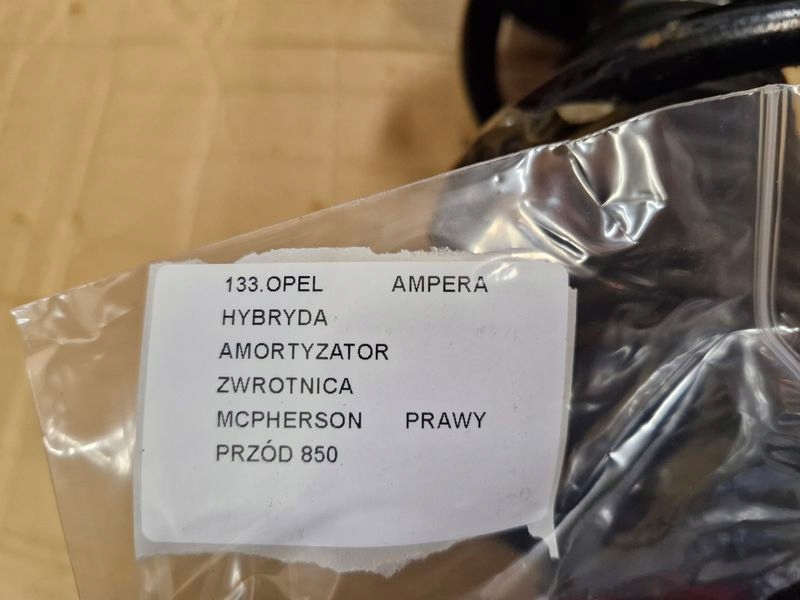 133.OPEL AMPERA
HYBRYDA
AMORTYZATOR
ZWROTNICA
MCPHERSON PRAWY
PRZÓD 850